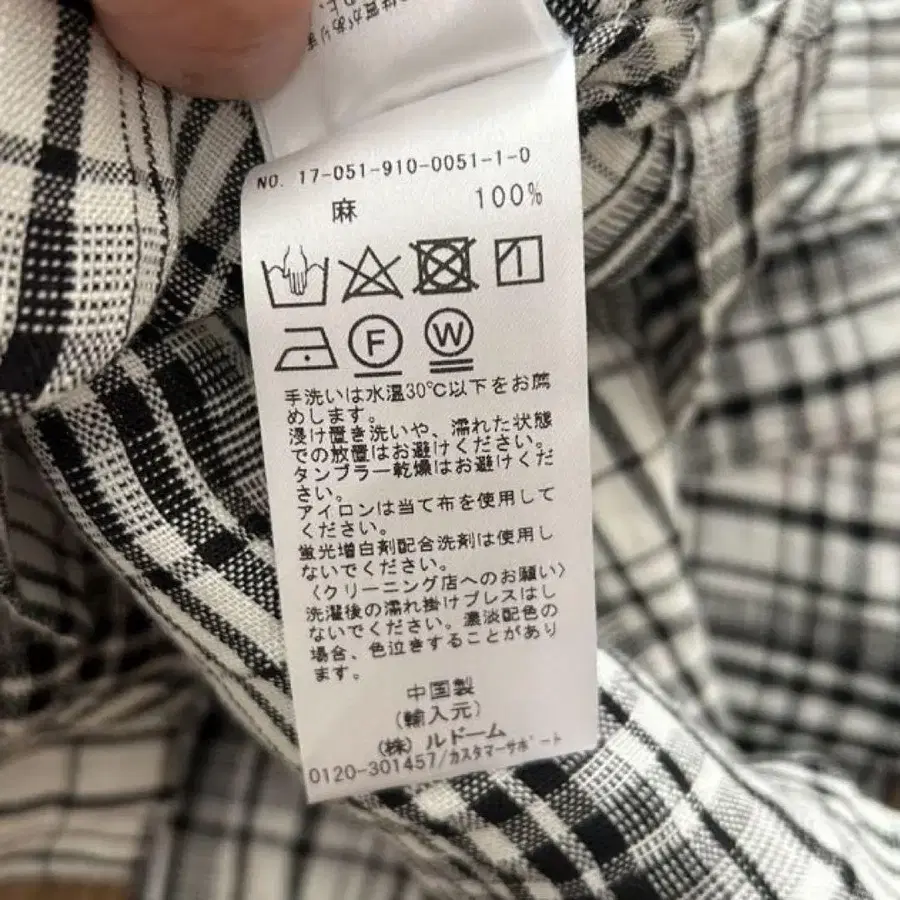 NO. 17-051-910-0051-1-0
麻 100%
F W
手洗いは水温30℃以下をお薦
めします。
浸け置き洗いや、濡れた状態
での放置はお避けください。
タンブラー乾燥はお避けくだ
さい。
アイロンは当て布を使用して
ください。
蛍光増白剤配合洗剤は使用し
ないでください。
〈クリーニング店へのお願い〉
洗濯後の濡れ掛けプレスはし
ないでください。濃淡配色の
場合、色泣きすることがあり
ます。
中国製
(輸入元)
(株)ルドーム
0120-301457/カスタマーサポート